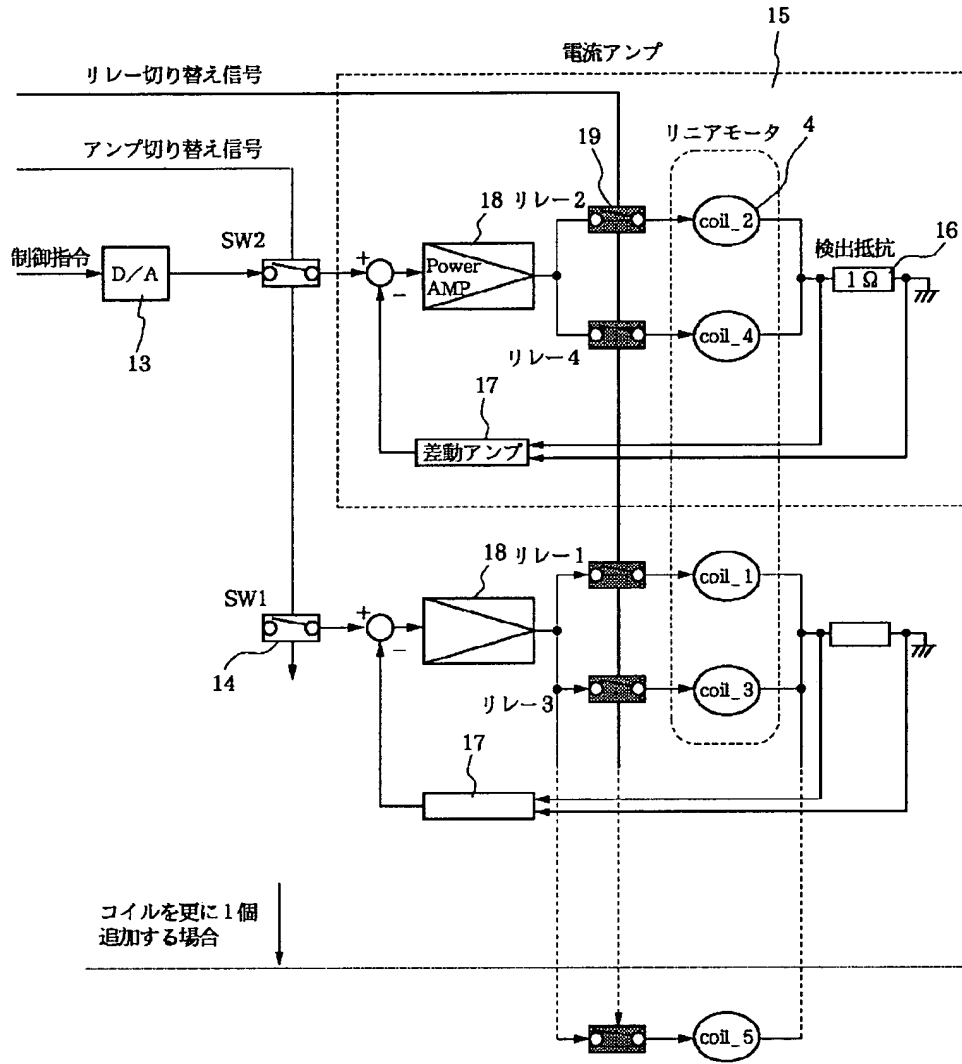 15
電流アンプ
リレー切り替え信号
アンプ切り替え信号
リニアモータ
4
19
18
リレー2
制御指令
D/A
13
SW2
+
−
Power
AMP
coil_2
検出抵抗
16
1Ω
coil_4
リレー4
17
差動アンプ
18
リレー1
SW1
14
+
−
coil_1
リレー3
coil_3
17
コイルを更に1個
追加する場合
coil_5